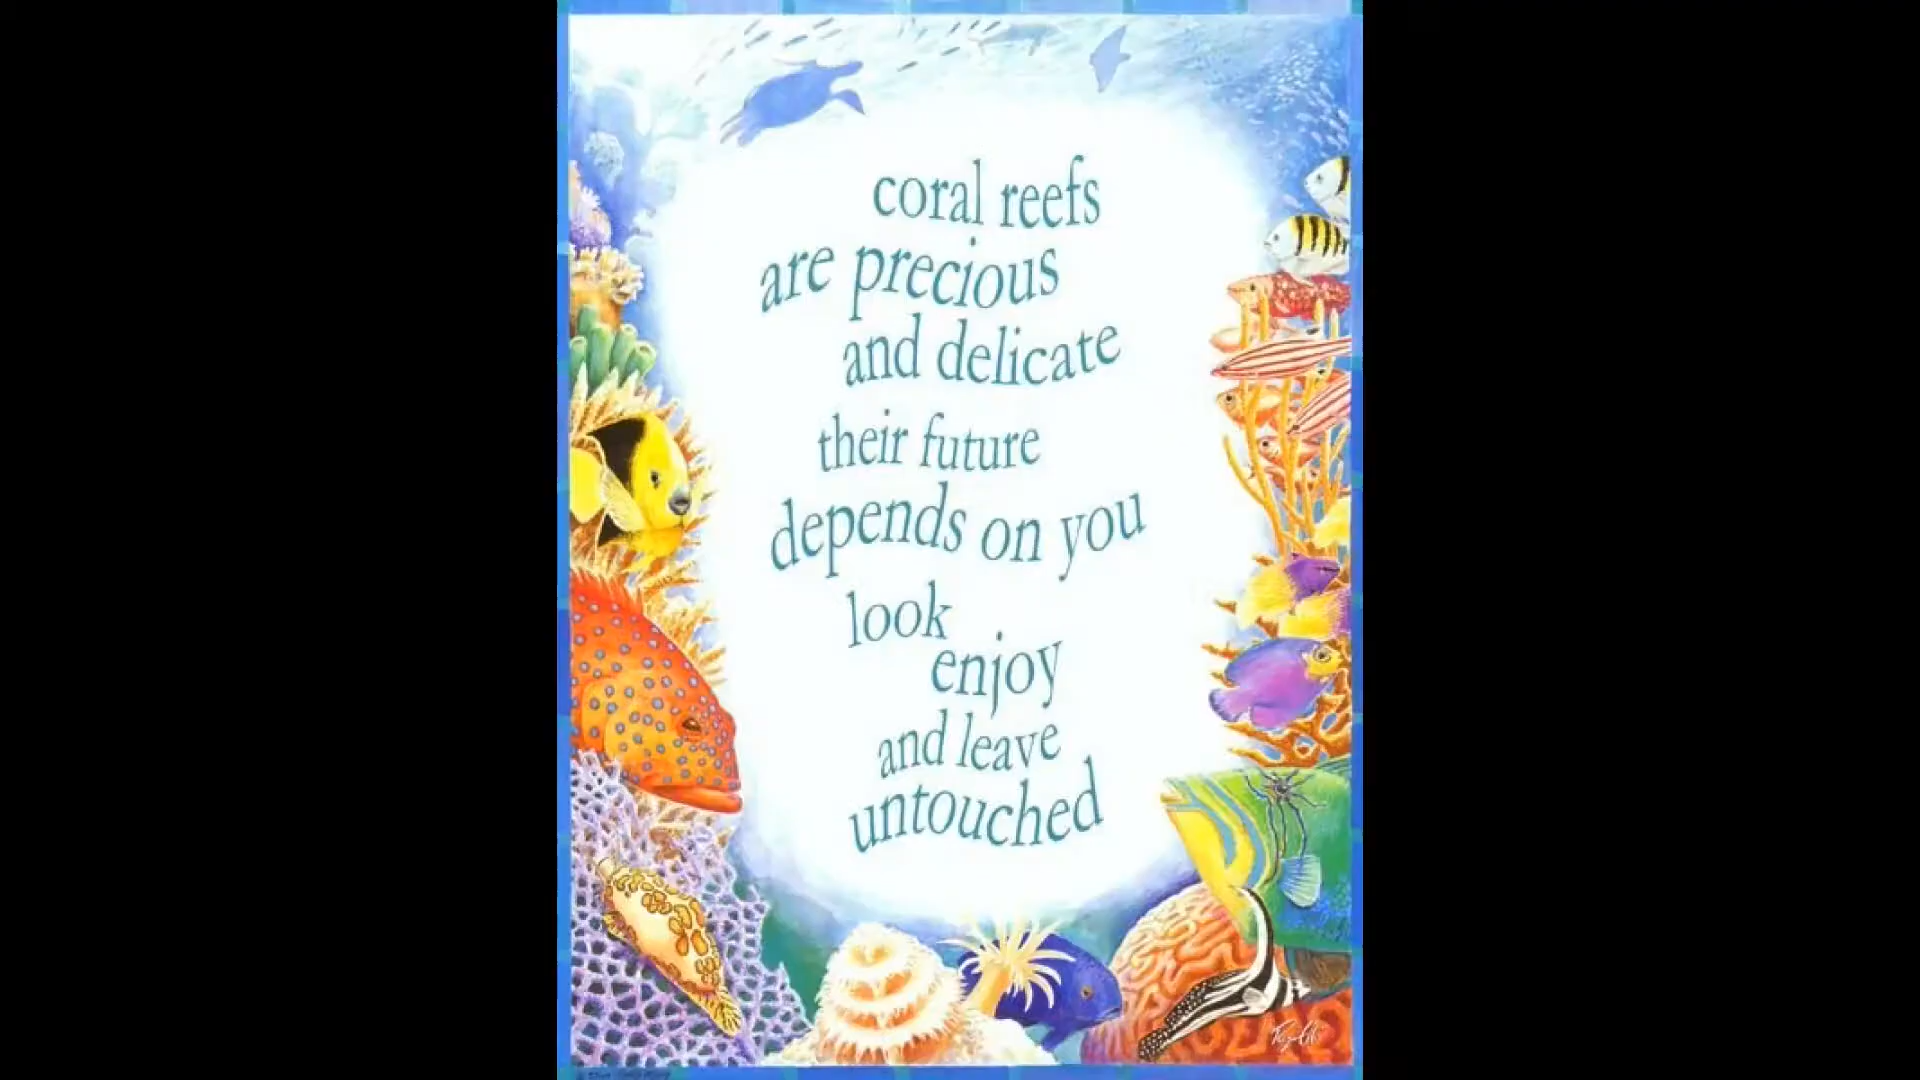 coral reefs
are precious
and delicate
their future
depends on you
look
enjoy
and leave
untouched